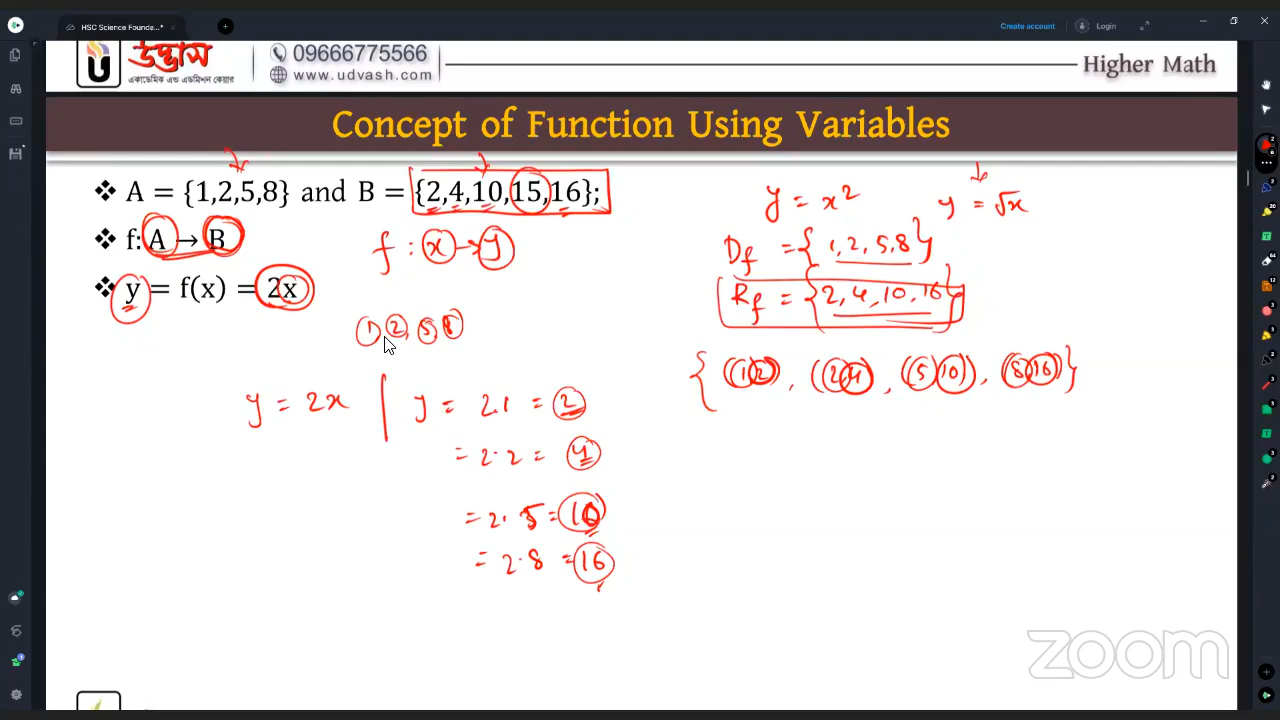 HSC Science Founda...*
Create account
Login
উদ্ভাস
একাডেমিক এন্ড এডমিশন কেয়ার
09666775566
www.udvash.com
Higher Math
Concept of Function Using Variables
❖ A = {1,2,5,8} and B = {2,4,10,15,16};
❖ f: A → B
❖ y = f(x) = 2x
f : x → y
y = x²
y = √x
D_f = {1, 2, 5, 8}
R_f = {2, 4, 10, 16}
1, 2, 5, 8
{(1 2), (2 4), (5 10), (8 16)}
y = 2x | y = 2.1 = 2
= 2·2 = 4
= 2·5 = 10
= 2·8 = 16
zoom